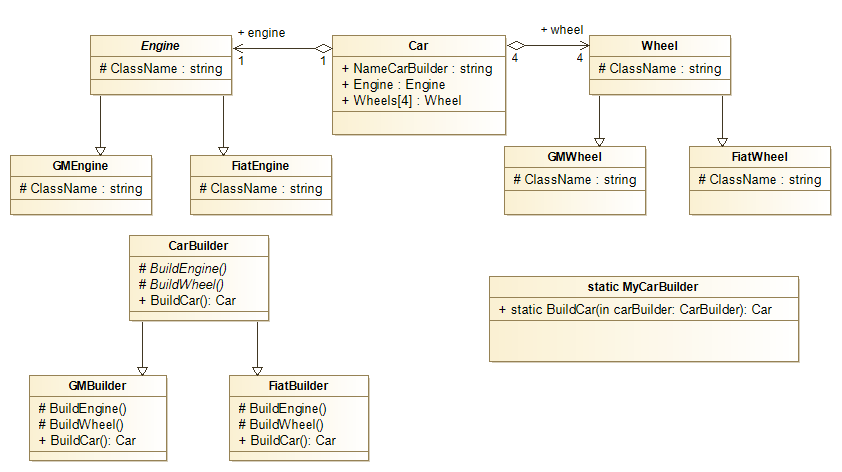 + engine
+ wheel
Engine
# ClassName : string
1
1
Car
+ NameCarBuilder : string
+ Engine : Engine
+ Wheels[4] : Wheel
4
4
Wheel
# ClassName : string
GMEngine
# ClassName : string
FiatEngine
# ClassName : string
GMWheel
# ClassName : string
FiatWheel
# ClassName : string
CarBuilder
# BuildEngine()
# BuildWheel()
+ BuildCar(): Car
static MyCarBuilder
+ static BuildCar(in carBuilder: CarBuilder): Car
GMBuilder
# BuildEngine()
# BuildWheel()
+ BuildCar(): Car
FiatBuilder
# BuildEngine()
# BuildWheel()
+ BuildCar(): Car